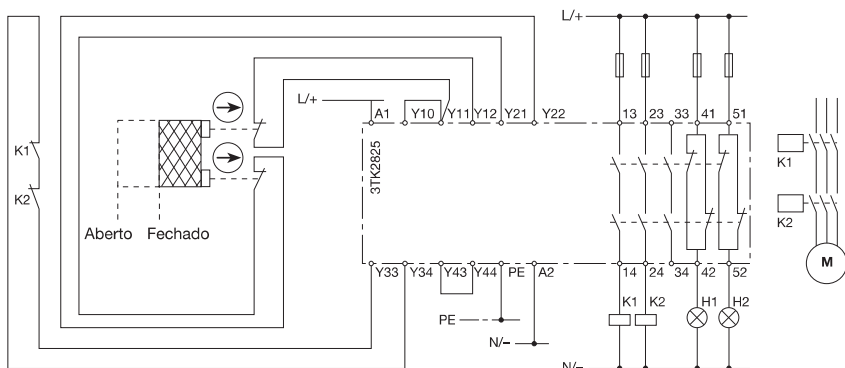 L/+
L/+
A1 Y10 Y11 Y12 Y21 Y22 13 23 33 41 51
3TK2825
K1
K2
K1
K2
Aberto Fechado
M
Y33 Y34 Y43 Y44 PE A2 14 24 34 42 52
K1 K2 H1 H2
PE
N/–
N/–